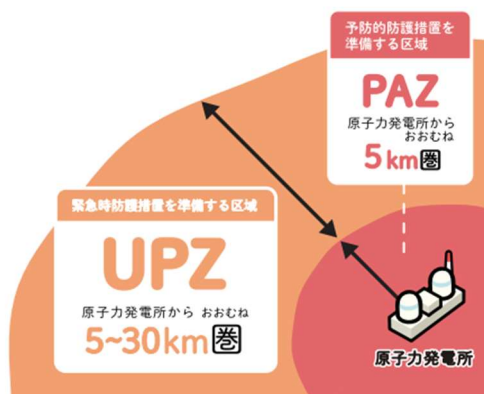 予防的防護措置を
準備する区域
PAZ
原子力発電所から
おおむね
5km圏
緊急時防護措置を準備する区域
UPZ
原子力発電所から おおむね
5~30km圏
原子力発電所